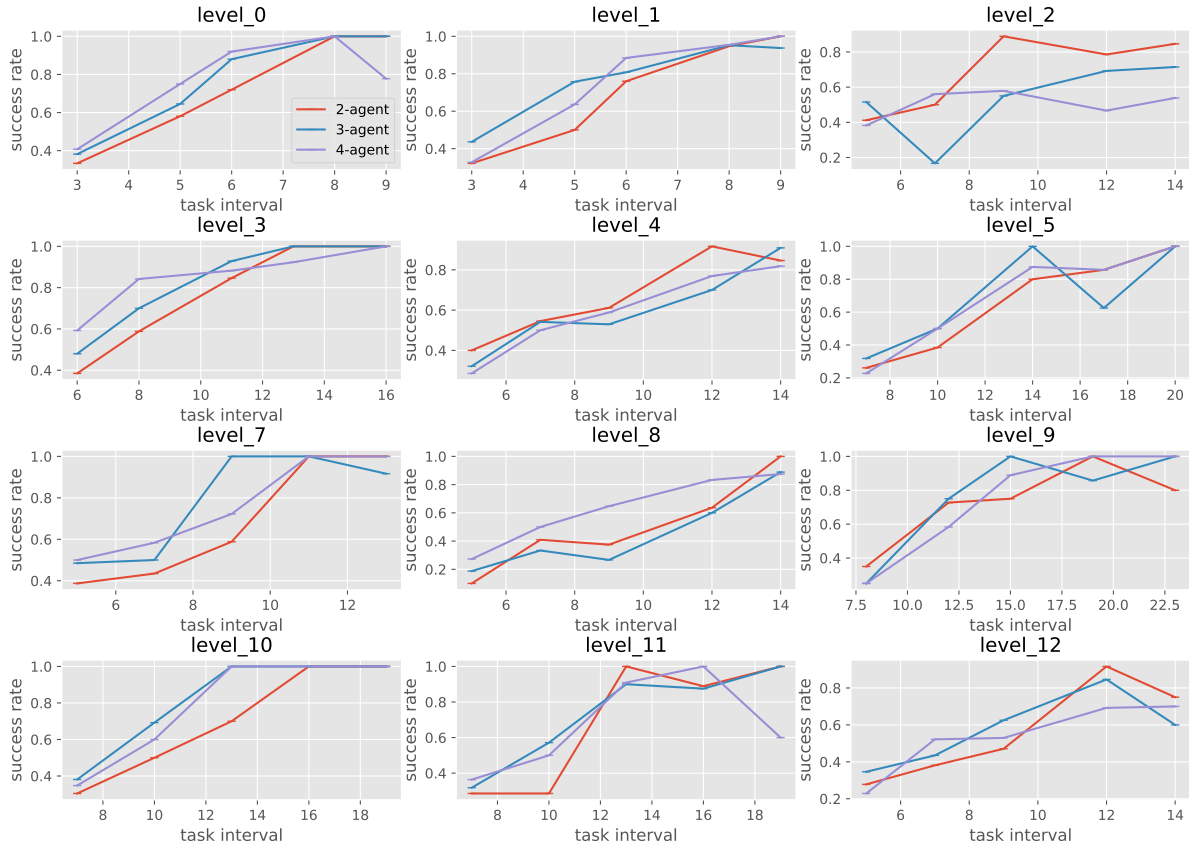 level_0
success rate
1.0
0.8
0.6
0.4
2-agent
3-agent
4-agent
3 4 5 6 7 8 9
task interval
level_1
success rate
1.0
0.8
0.6
0.4
3 4 5 6 7 8 9
task interval
level_2
success rate
0.8
0.6
0.4
0.2
6 8 10 12 14
task interval
level_3
success rate
1.0
0.8
0.6
0.4
6 8 10 12 14 16
task interval
level_4
success rate
0.8
0.6
0.4
6 8 10 12 14
task interval
level_5
success rate
1.0
0.8
0.6
0.4
0.2
8 10 12 14 16 18 20
task interval
level_7
success rate
1.0
0.8
0.6
0.4
6 8 10 12
task interval
level_8
success rate
1.0
0.8
0.6
0.4
0.2
6 8 10 12 14
task interval
level_9
success rate
1.0
0.8
0.6
0.4
7.5 10.0 12.5 15.0 17.5 20.0 22.5
task interval
level_10
success rate
1.0
0.8
0.6
0.4
8 10 12 14 16 18
task interval
level_11
success rate
1.0
0.8
0.6
0.4
8 10 12 14 16 18
task interval
level_12
success rate
0.8
0.6
0.4
0.2
6 8 10 12 14
task interval